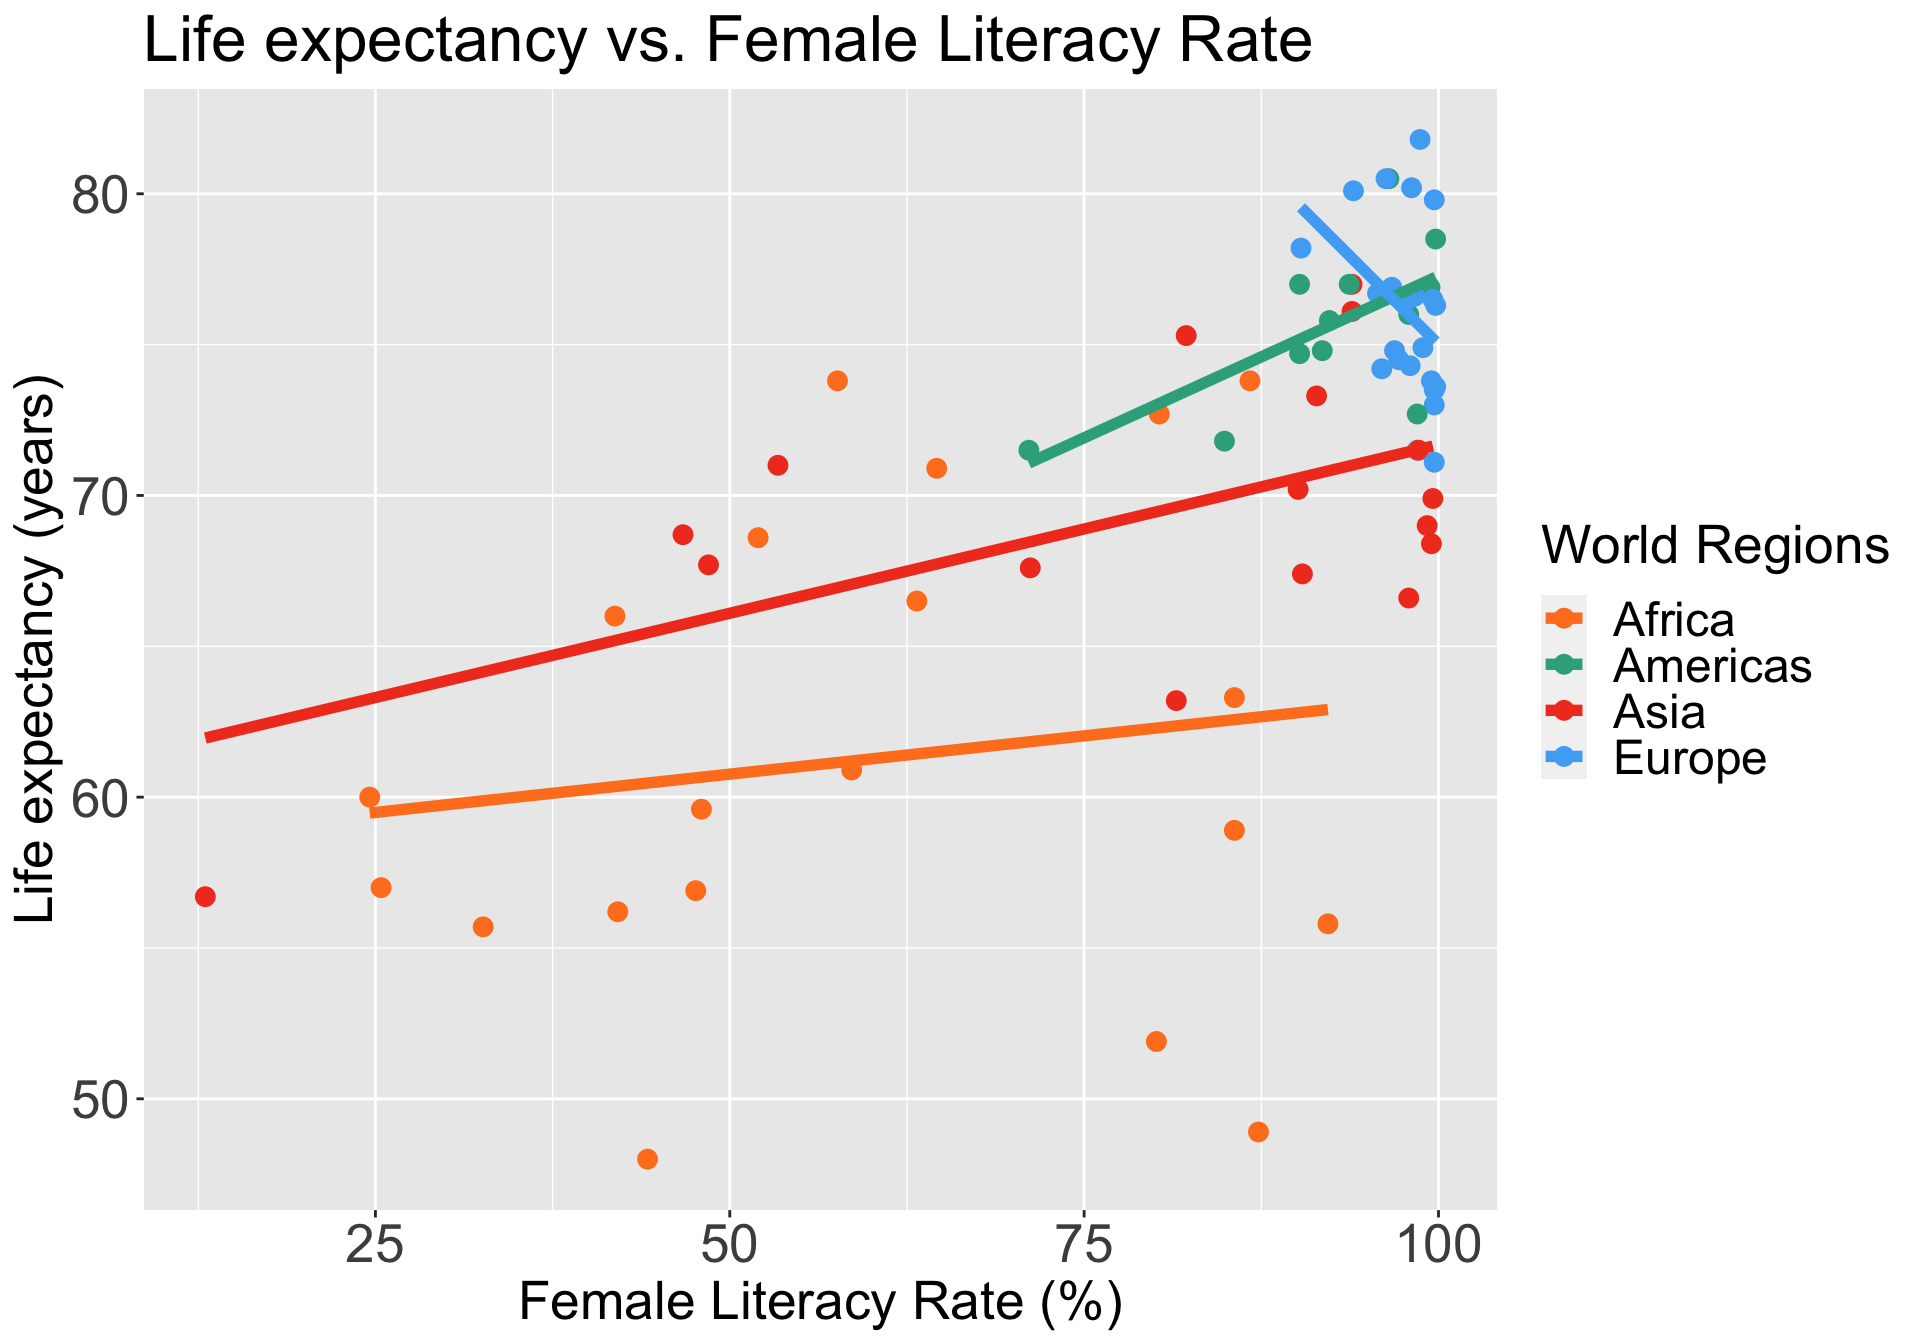 Life expectancy vs. Female Literacy Rate
Life expectancy (years)
80
70
60
50
25 50 75 100
Female Literacy Rate (%)
World Regions
Africa
Americas
Asia
Europe